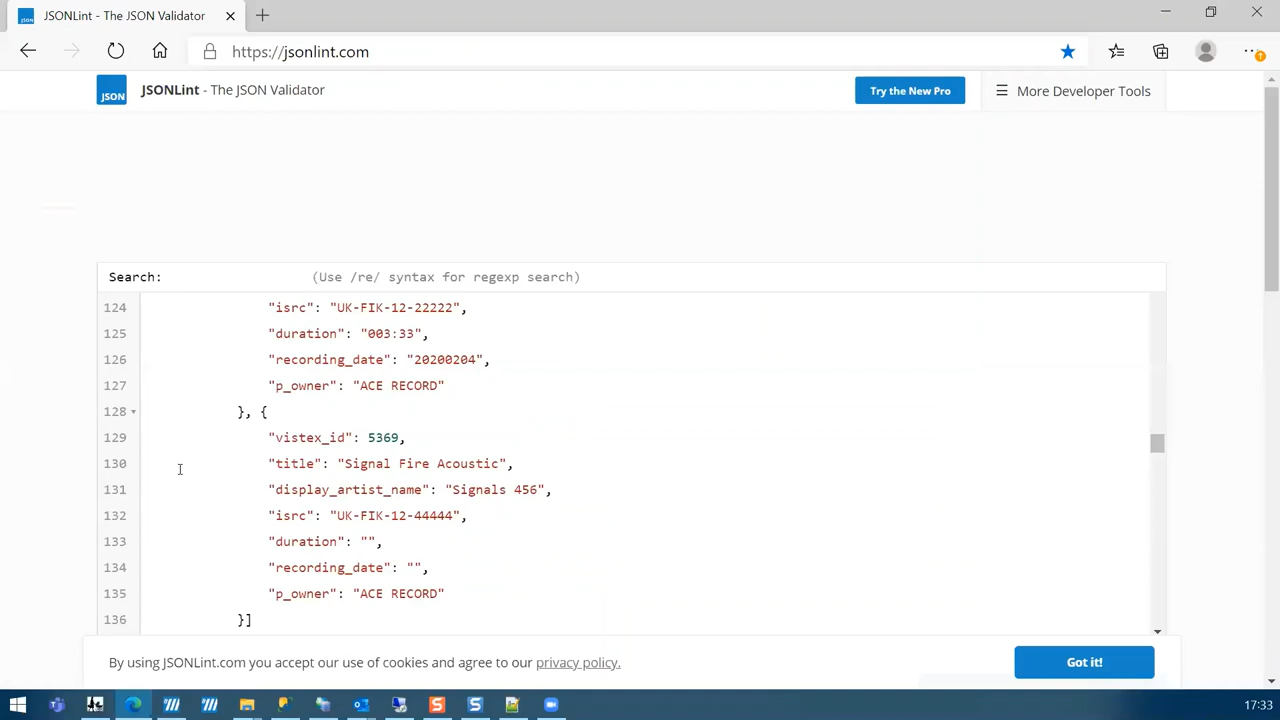 JSONLint - The JSON Validator
https://jsonlint.com
JSON
JSONLint - The JSON Validator
Try the New Pro
More Developer Tools
Search: (Use /re/ syntax for regexp search)
124 "isrc": "UK-FIK-12-22222",
125 "duration": "003:33",
126 "recording_date": "20200204",
127 "p_owner": "ACE RECORD"
128 }, {
129 "vistex_id": 5369,
130 "title": "Signal Fire Acoustic",
131 "display_artist_name": "Signals 456",
132 "isrc": "UK-FIK-12-44444",
133 "duration": "",
134 "recording_date": "",
135 "p_owner": "ACE RECORD"
136 }]
By using JSONLint.com you accept our use of cookies and agree to our privacy policy.
Got it!
17:33